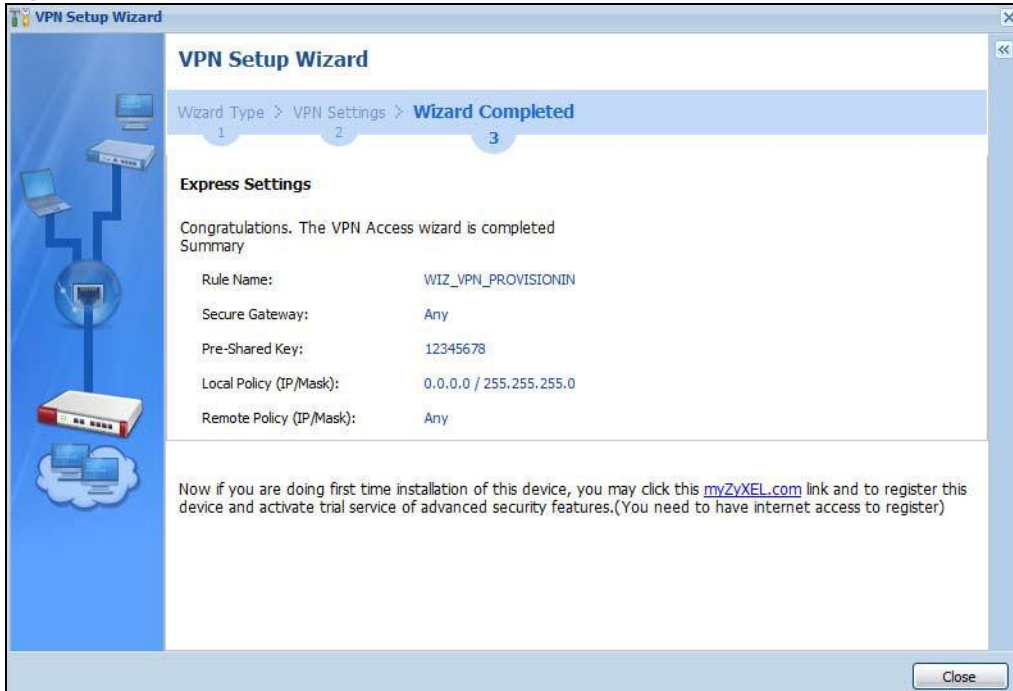 VPN Setup Wizard
VPN Setup Wizard
Wizard Type > VPN Settings > Wizard Completed
1 2 3
Express Settings
Congratulations. The VPN Access wizard is completed
Summary
Rule Name: WIZ_VPN_PROVISIONIN
Secure Gateway: Any
Pre-Shared Key: 12345678
Local Policy (IP/Mask): 0.0.0.0 / 255.255.255.0
Remote Policy (IP/Mask): Any
Now if you are doing first time installation of this device, you may click this myZyXEL.com link and to register this
device and activate trial service of advanced security features.(You need to have internet access to register)
Close